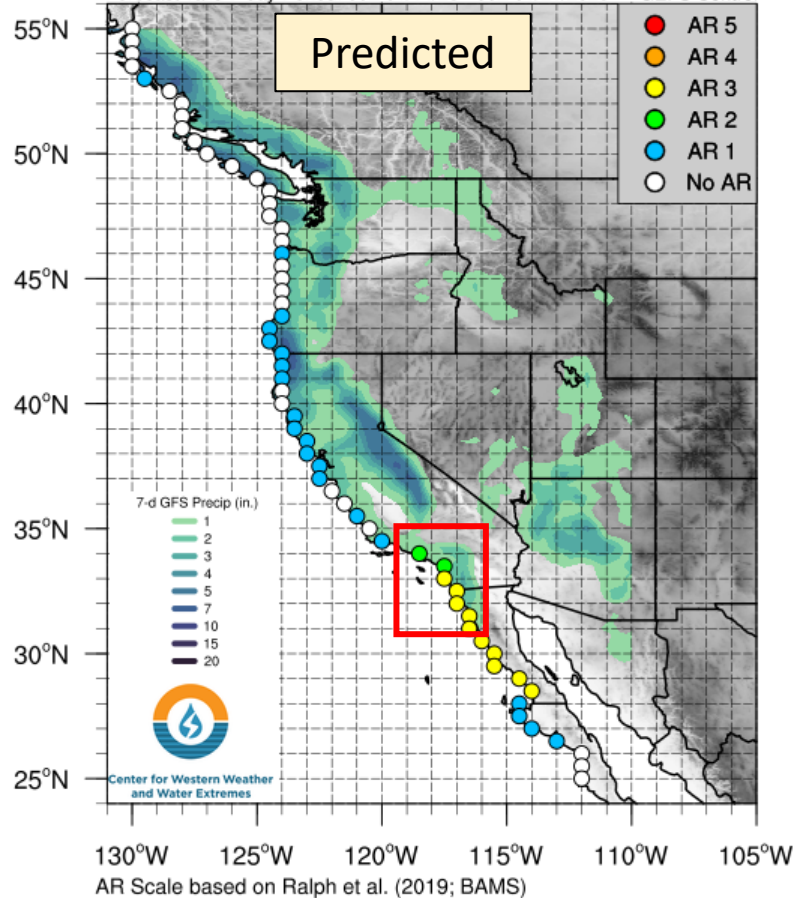 Predicted
AR 5
AR 4
AR 3
AR 2
AR 1
No AR
55°N
50°N
45°N
40°N
35°N
30°N
25°N
7-d GFS Precip (in.)
1
2
3
4
5
7
10
15
20
Center for Western Weather
and Water Extremes
130°W
125°W
120°W
115°W
110°W
105°W
AR Scale based on Ralph et al. (2019; BAMS)